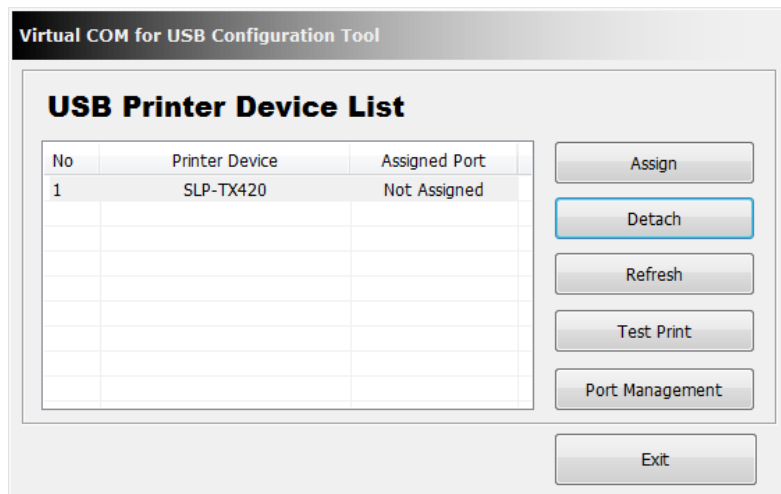 Virtual COM for USB Configuration Tool
USB Printer Device List
No Printer Device Assigned Port
1 SLP-TX420 Not Assigned
Assign
Detach
Refresh
Test Print
Port Management
Exit